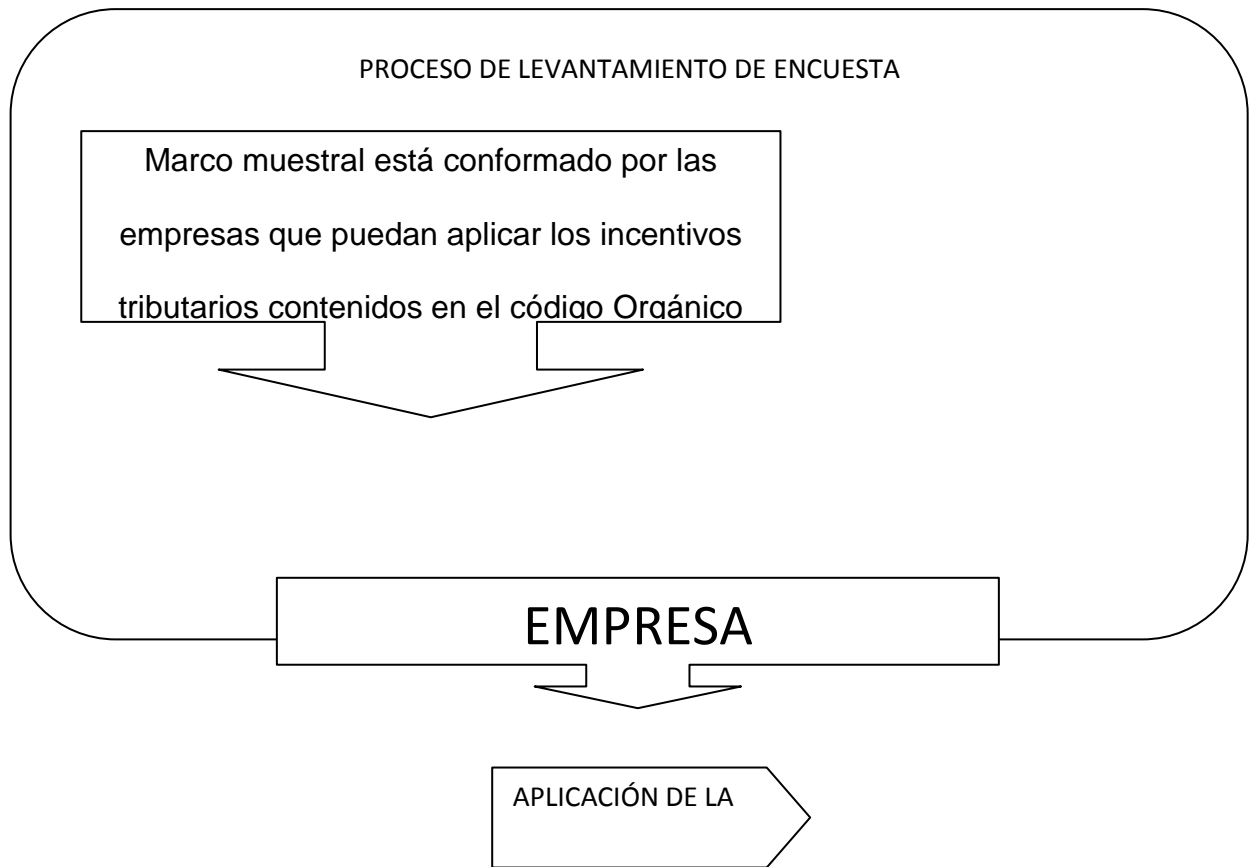 PROCESO DE LEVANTAMIENTO DE ENCUESTA
Marco muestral está conformado por las
empresas que puedan aplicar los incentivos
tributarios contenidos en el código Orgánico
EMPRESA
APLICACIÓN DE LA